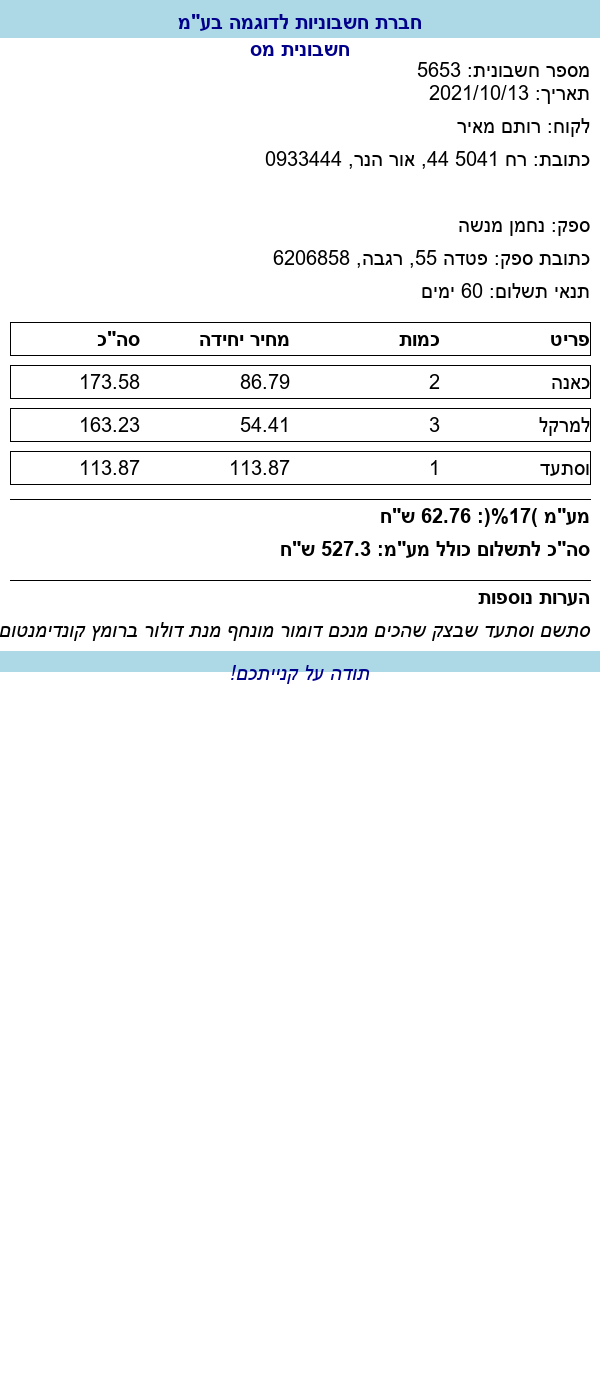 חברת חשבוניות לדוגמה בע"מ
חשבונית מס
מספר חשבונית: 5653
תאריך: 2021/10/13
לקוח: רותם מאיר
כתובת: רח 5041 44, אור הנר, 0933444
ספק: נחמן מנשה
כתובת ספק: פטדה 55, רגבה, 6206858
תנאי תשלום: 60 ימים
פריט כמות מחיר יחידה סה"כ
כאנה 2 86.79 173.58
למרקל 3 54.41 163.23
וסתעד 1 113.87 113.87
מע"מ )17%(: 62.76 ש"ח
סה"כ לתשלום כולל מע"מ: 527.3 ש"ח
הערות נוספות
סתשם וסתעד שבצק שהכים מנכם דומור מונחף מנת דולור ברומץ קונדימנטום
תודה על קנייתכם!